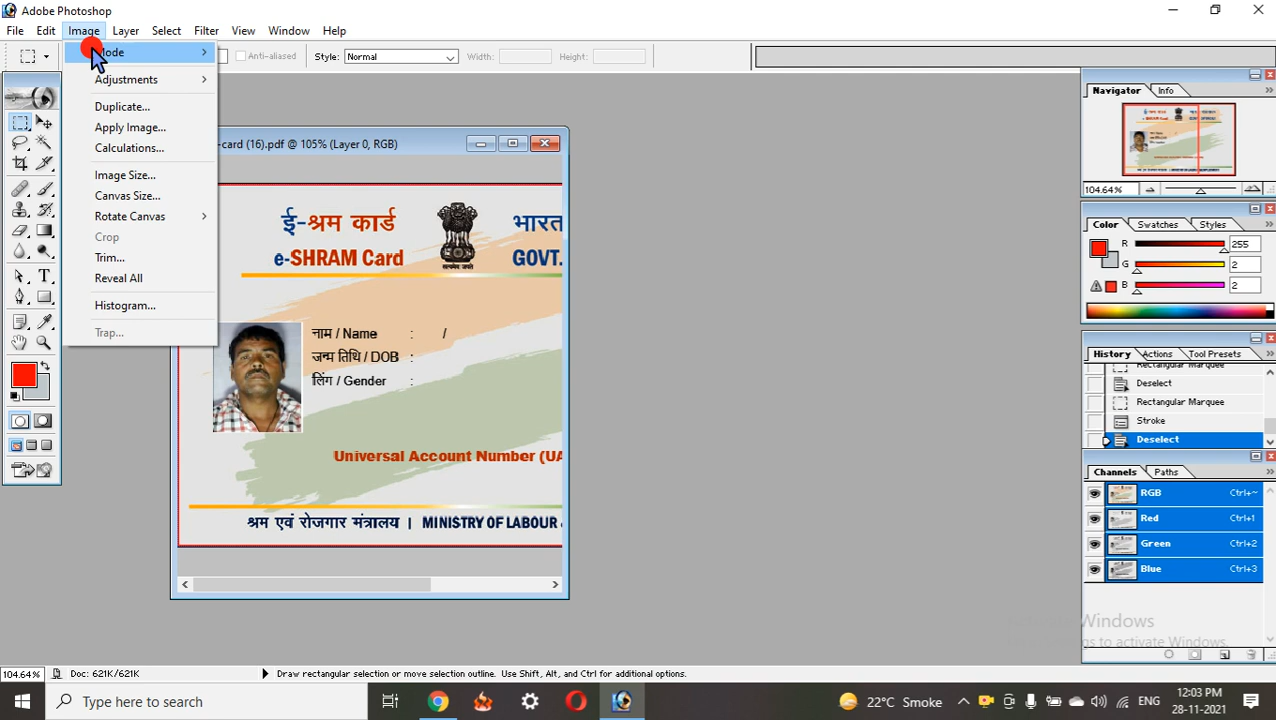 Adobe Photoshop
File Edit Image Layer Select Filter View Window Help
Mode
Anti-aliased Style: Normal Width: Height:
Adjustments
Duplicate...
Apply Image...
Calculations...
Image Size...
Canvas Size...
Rotate Canvas
Crop
Trim...
Reveal All
Histogram...
Trap...
-card (16).pdf @ 105% (Layer 0, RGB)
ई-श्रम कार्ड भारत
e-SHRAM Card GOVT.
नाम / Name : /
जन्म तिथि / DOB :
लिंग / Gender :
Universal Account Number (UA
श्रम एवं रोजगार मंत्रालय | MINISTRY OF LABOUR
Navigator Info
104.64%
Color Swatches Styles
R 255
G 2
B 2
History Actions Tool Presets
Rectangular Marquee
Deselect
Rectangular Marquee
Stroke
Deselect
Channels Paths
RGB Ctrl+~
Red Ctrl+1
Green Ctrl+2
Blue Ctrl+3
Activate Windows
to activate Windows.
104.64% Doc: 621K/621K Draw rectangular selection or move selection outline. Use Shift, Alt, and Ctrl for additional options.
Type here to search
22°C Smoke
ENG
12:03 PM
28-11-2021